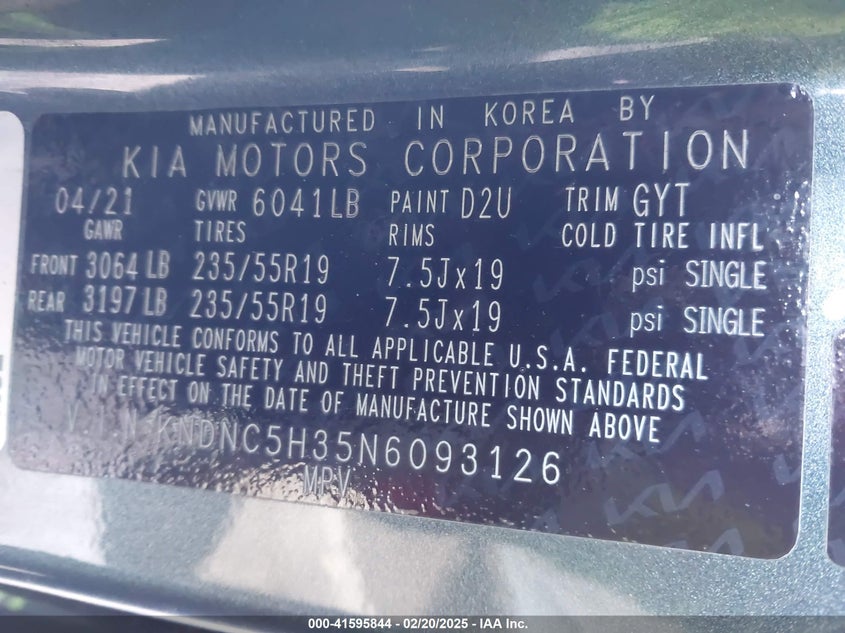 MANUFACTURED IN KOREA BY
KIA MOTORS CORPORATION
04/21 GVWR 6041LB PAINT D2U TRIM GYT
GAWR TIRES RIMS COLD TIRE INFL
FRONT 3064 LB 235/55R19 7.5Jx19 psi SINGLE
REAR 3197 LB 235/55R19 7.5Jx19 psi SINGLE
THIS VEHICLE CONFORMS TO ALL APPLICABLE U.S.A. FEDERAL
MOTOR VEHICLE SAFETY AND THEFT PREVENTION STANDARDS
IN EFFECT ON THE DATE OF MANUFACTURE SHOWN ABOVE
V.I.N KNDNC5H35N6093126
MPV
000-41595844 - 02/20/2025 - IAA Inc.